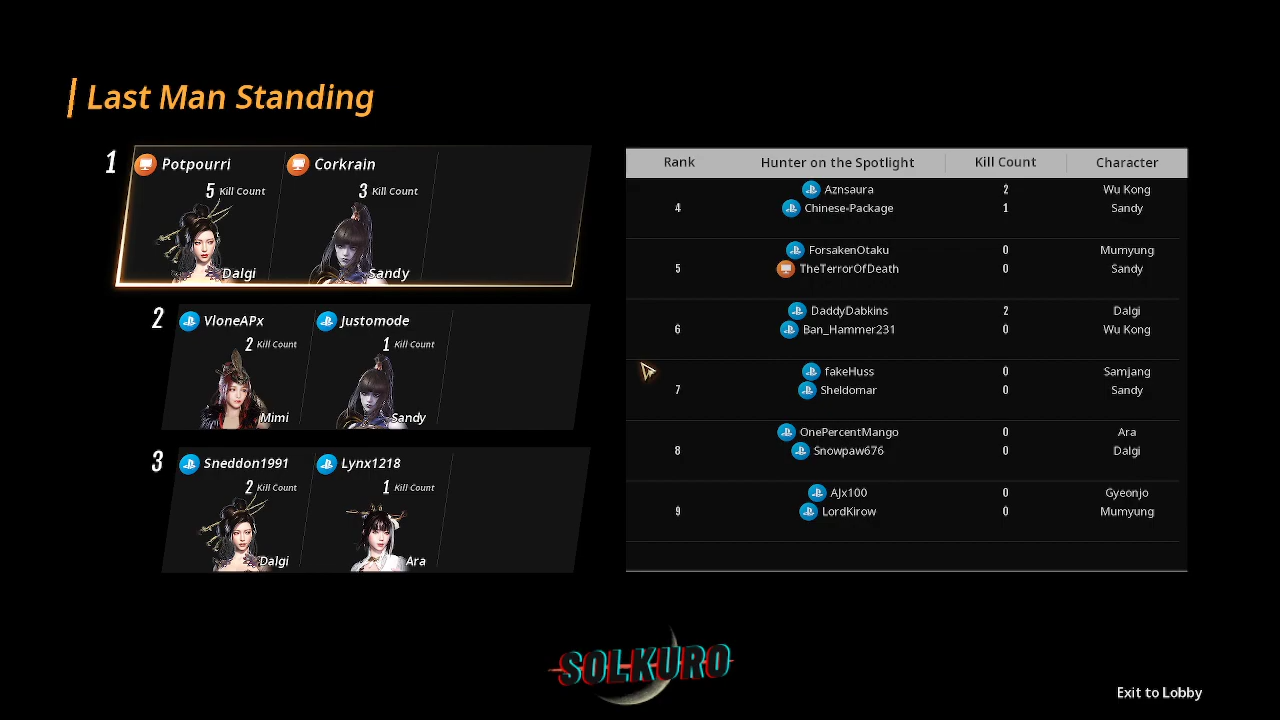 Last Man Standing
1 Potpourri Corkrain
5 Kill Count 3 Kill Count
Dalgi Sandy
2 VloneAPx Justomode
2 Kill Count 1 Kill Count
Mimi Sandy
3 Sneddon1991 Lynx1218
2 Kill Count 1 Kill Count
Dalgi Ara
Rank Hunter on the Spotlight Kill Count Character
Aznsaura 2 Wu Kong
4 Chinese-Package 1 Sandy
ForsakenOtaku 0 Mumyung
5 TheTerrorOfDeath 0 Sandy
DaddyDabkins 2 Dalgi
6 Ban_Hammer231 0 Wu Kong
fakeHuss 0 Samjang
7 Sheldomar 0 Sandy
OnePercentMango 0 Ara
8 Snowpaw676 0 Dalgi
AJx100 0 Gyeonjo
9 LordKirow 0 Mumyung
SOLKURO
Exit to Lobby